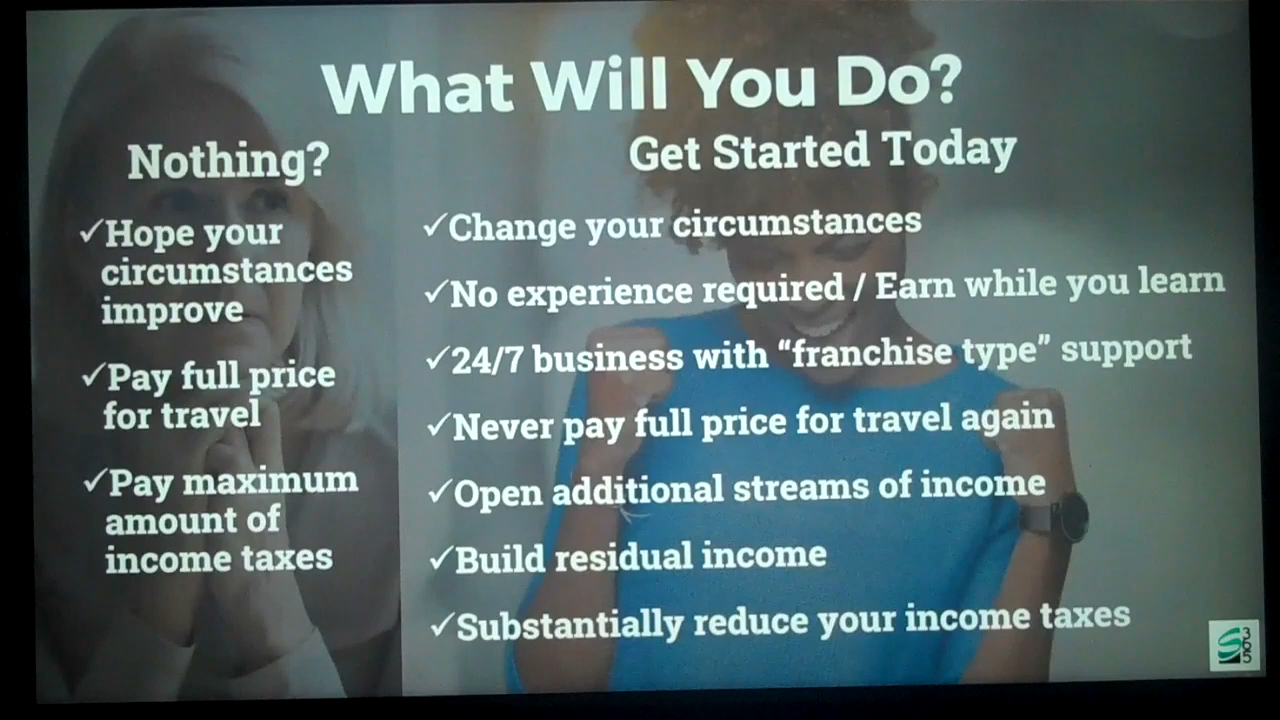 What Will You Do?
Nothing?
✓Hope your
circumstances
improve
✓Pay full price
for travel
✓Pay maximum
amount of
income taxes
Get Started Today
✓Change your circumstances
✓No experience required / Earn while you learn
✓24/7 business with “franchise type” support
✓Never pay full price for travel again
✓Open additional streams of income
✓Build residual income
✓Substantially reduce your income taxes
365